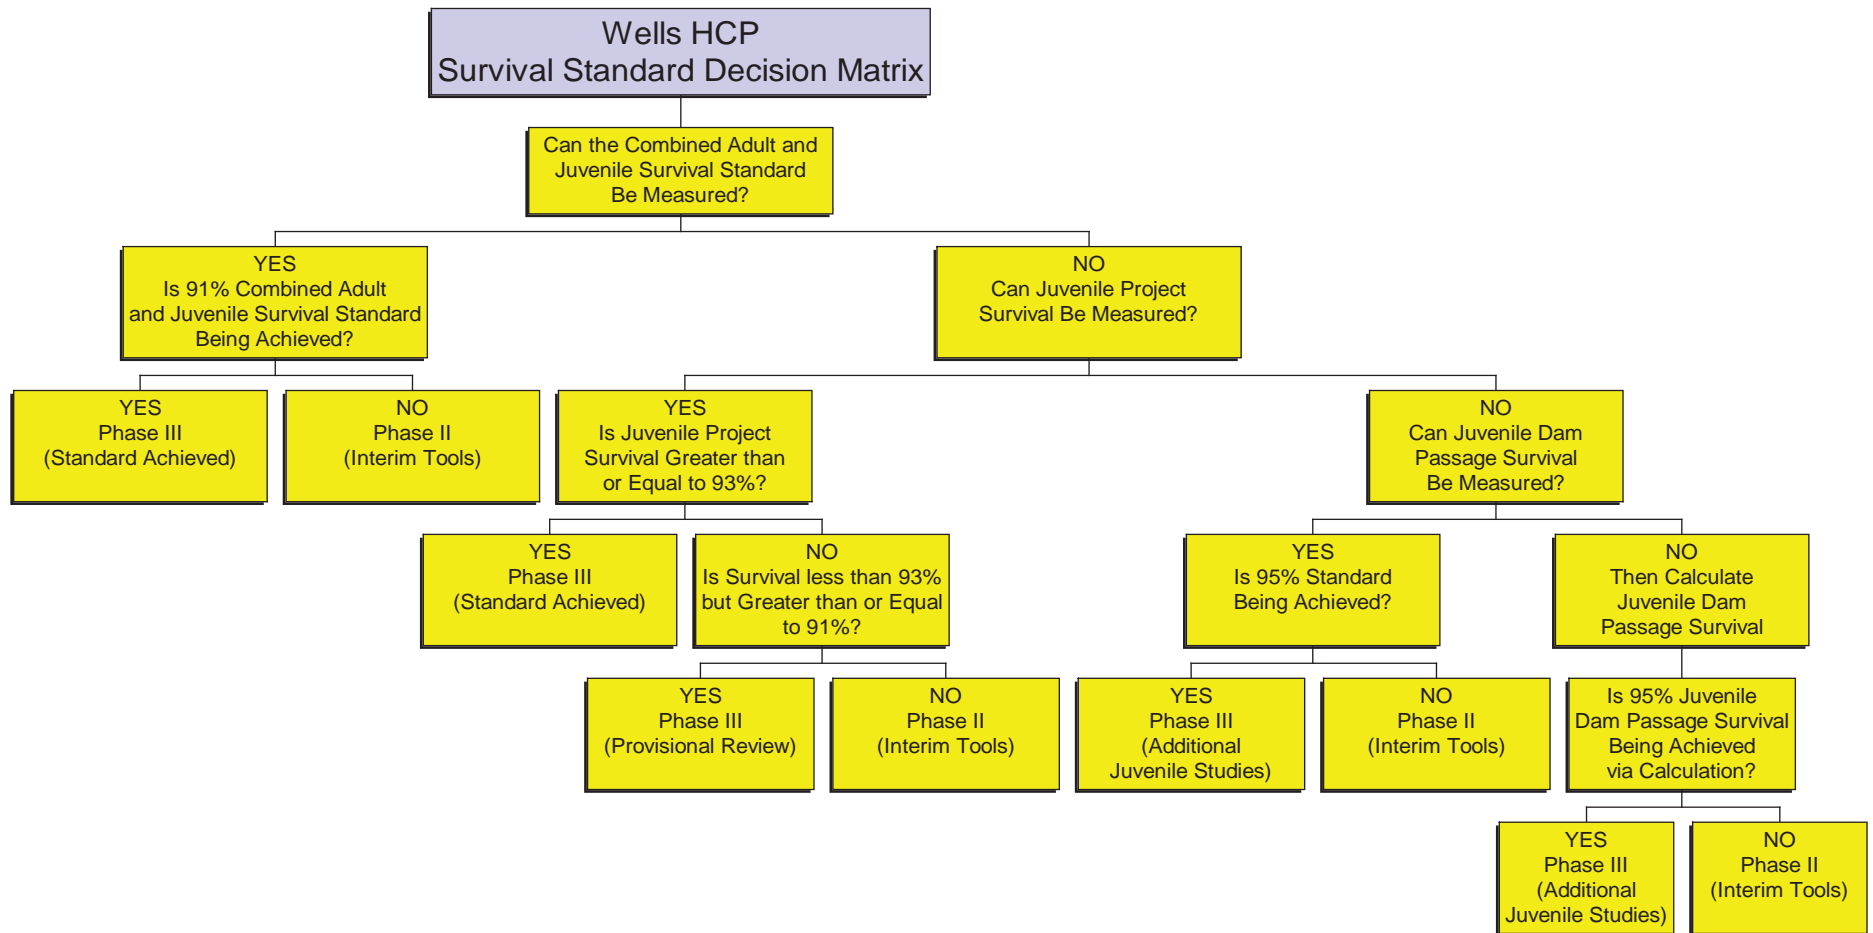 Wells HCP
Survival Standard Decision Matrix
Can the Combined Adult and
Juvenile Survival Standard
Be Measured?
YES
Is 91% Combined Adult
and Juvenile Survival Standard
Being Achieved?
NO
Can Juvenile Project
Survival Be Measured?
YES
Phase III
(Standard Achieved)
NO
Phase II
(Interim Tools)
YES
Is Juvenile Project
Survival Greater than
or Equal to 93%?
NO
Can Juvenile Dam
Passage Survival
Be Measured?
YES
Phase III
(Standard Achieved)
NO
Is Survival less than 93%
but Greater than or Equal
to 91%?
YES
Is 95% Standard
Being Achieved?
NO
Then Calculate
Juvenile Dam
Passage Survival
YES
Phase III
(Provisional Review)
NO
Phase II
(Interim Tools)
YES
Phase III
(Additional
Juvenile Studies)
NO
Phase II
(Interim Tools)
Is 95% Juvenile
Dam Passage Survival
Being Achieved
via Calculation?
YES
Phase III
(Additional
Juvenile Studies)
NO
Phase II
(Interim Tools)